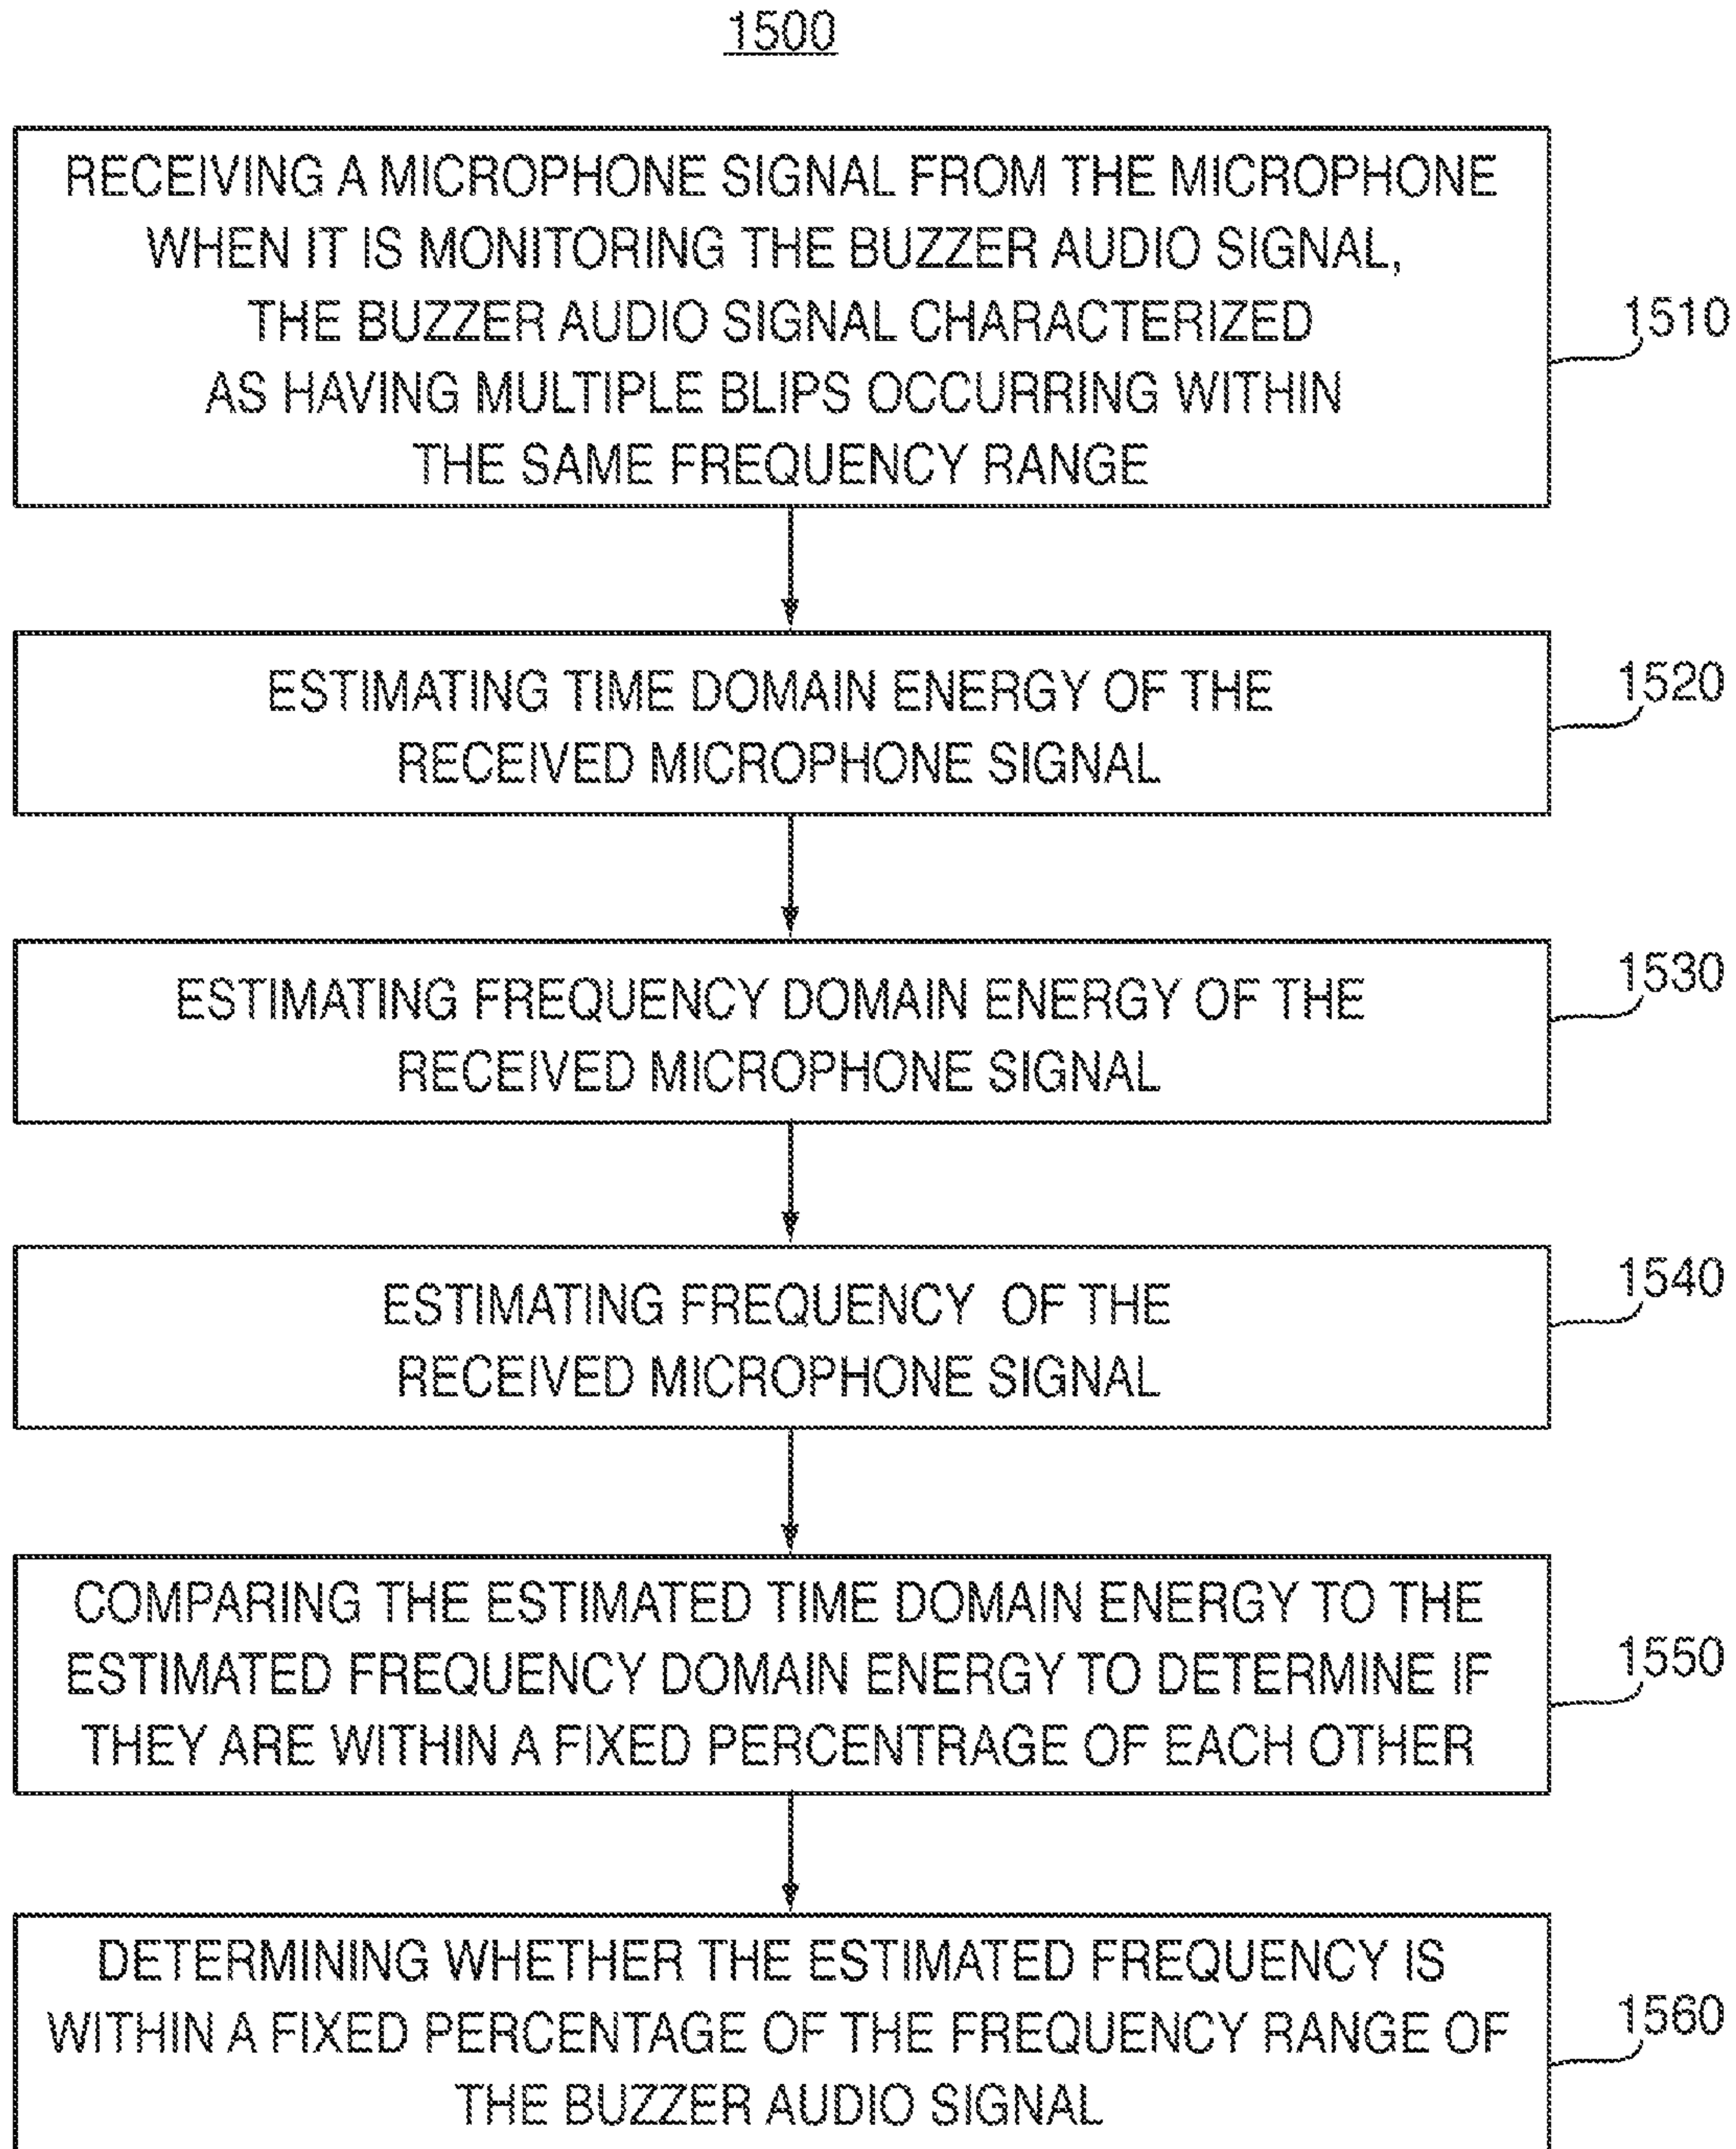 1500
RECEIVING A MICROPHONE SIGNAL FROM THE MICROPHONE
WHEN IT IS MONITORING THE BUZZER AUDIO SIGNAL,
THE BUZZER AUDIO SIGNAL CHARACTERIZED
AS HAVING MULTIPLE BLIPS OCCURRING WITHIN
THE SAME FREQUENCY RANGE
1510
ESTIMATING TIME DOMAIN ENERGY OF THE
RECEIVED MICROPHONE SIGNAL
1520
ESTIMATING FREQUENCY DOMAIN ENERGY OF THE
RECEIVED MICROPHONE SIGNAL
1530
ESTIMATING FREQUENCY OF THE
RECEIVED MICROPHONE SIGNAL
1540
COMPARING THE ESTIMATED TIME DOMAIN ENERGY TO THE
ESTIMATED FREQUENCY DOMAIN ENERGY TO DETERMINE IF
THEY ARE WITHIN A FIXED PERCENTRAGE OF EACH OTHER
1550
DETERMINING WHETHER THE ESTIMATED FREQUENCY IS
WITHIN A FIXED PERCENTAGE OF THE FREQUENCY RANGE OF
THE BUZZER AUDIO SIGNAL
1560